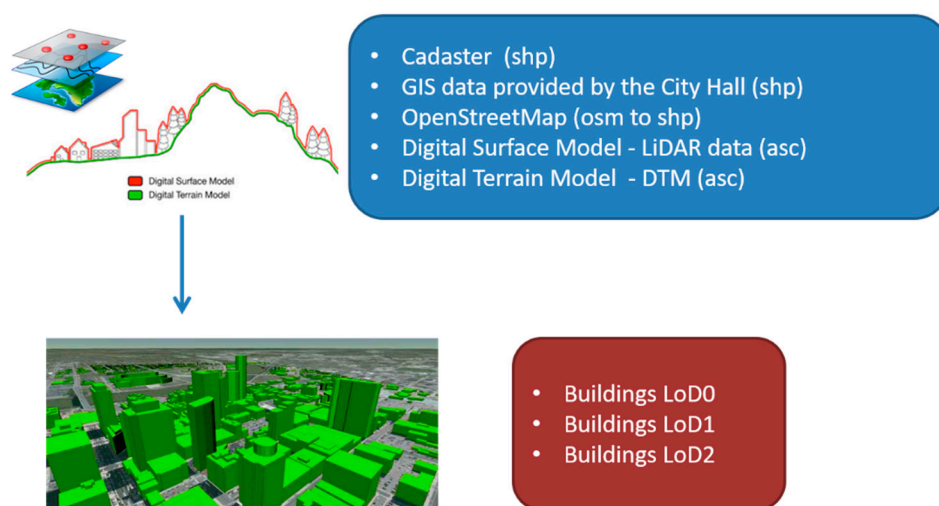 Cadaster (shp)
GIS data provided by the City Hall (shp)
OpenStreetMap (osm to shp)
Digital Surface Model - LiDAR data (asc)
Digital Terrain Model - DTM (asc)
Digital Surface Model
Digital Terrain Model
Buildings LoD0
Buildings LoD1
Buildings LoD2